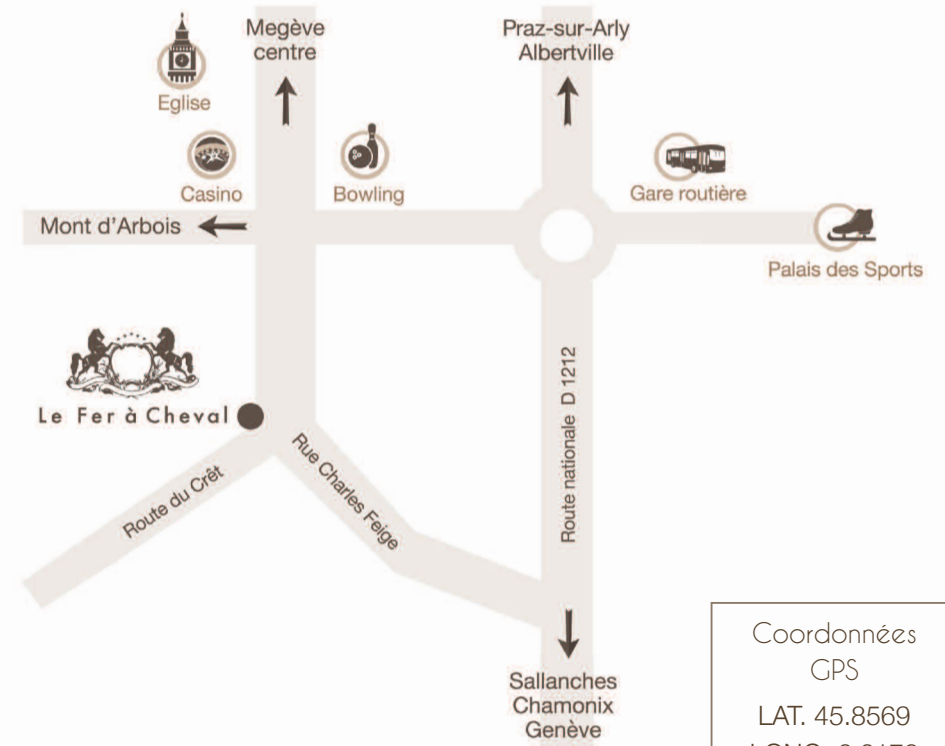 Megève
centre
Praz-sur-Arly
Albertville
Eglise
Casino
Bowling
Gare routière
Mont d'Arbois
Palais des Sports
Le Fer à Cheval
Route du Crêt
Rue Charles Feige
Route nationale D 1212
Sallanches
Chamonix
Genève
Coordonnées
GPS
LAT. 45.8569